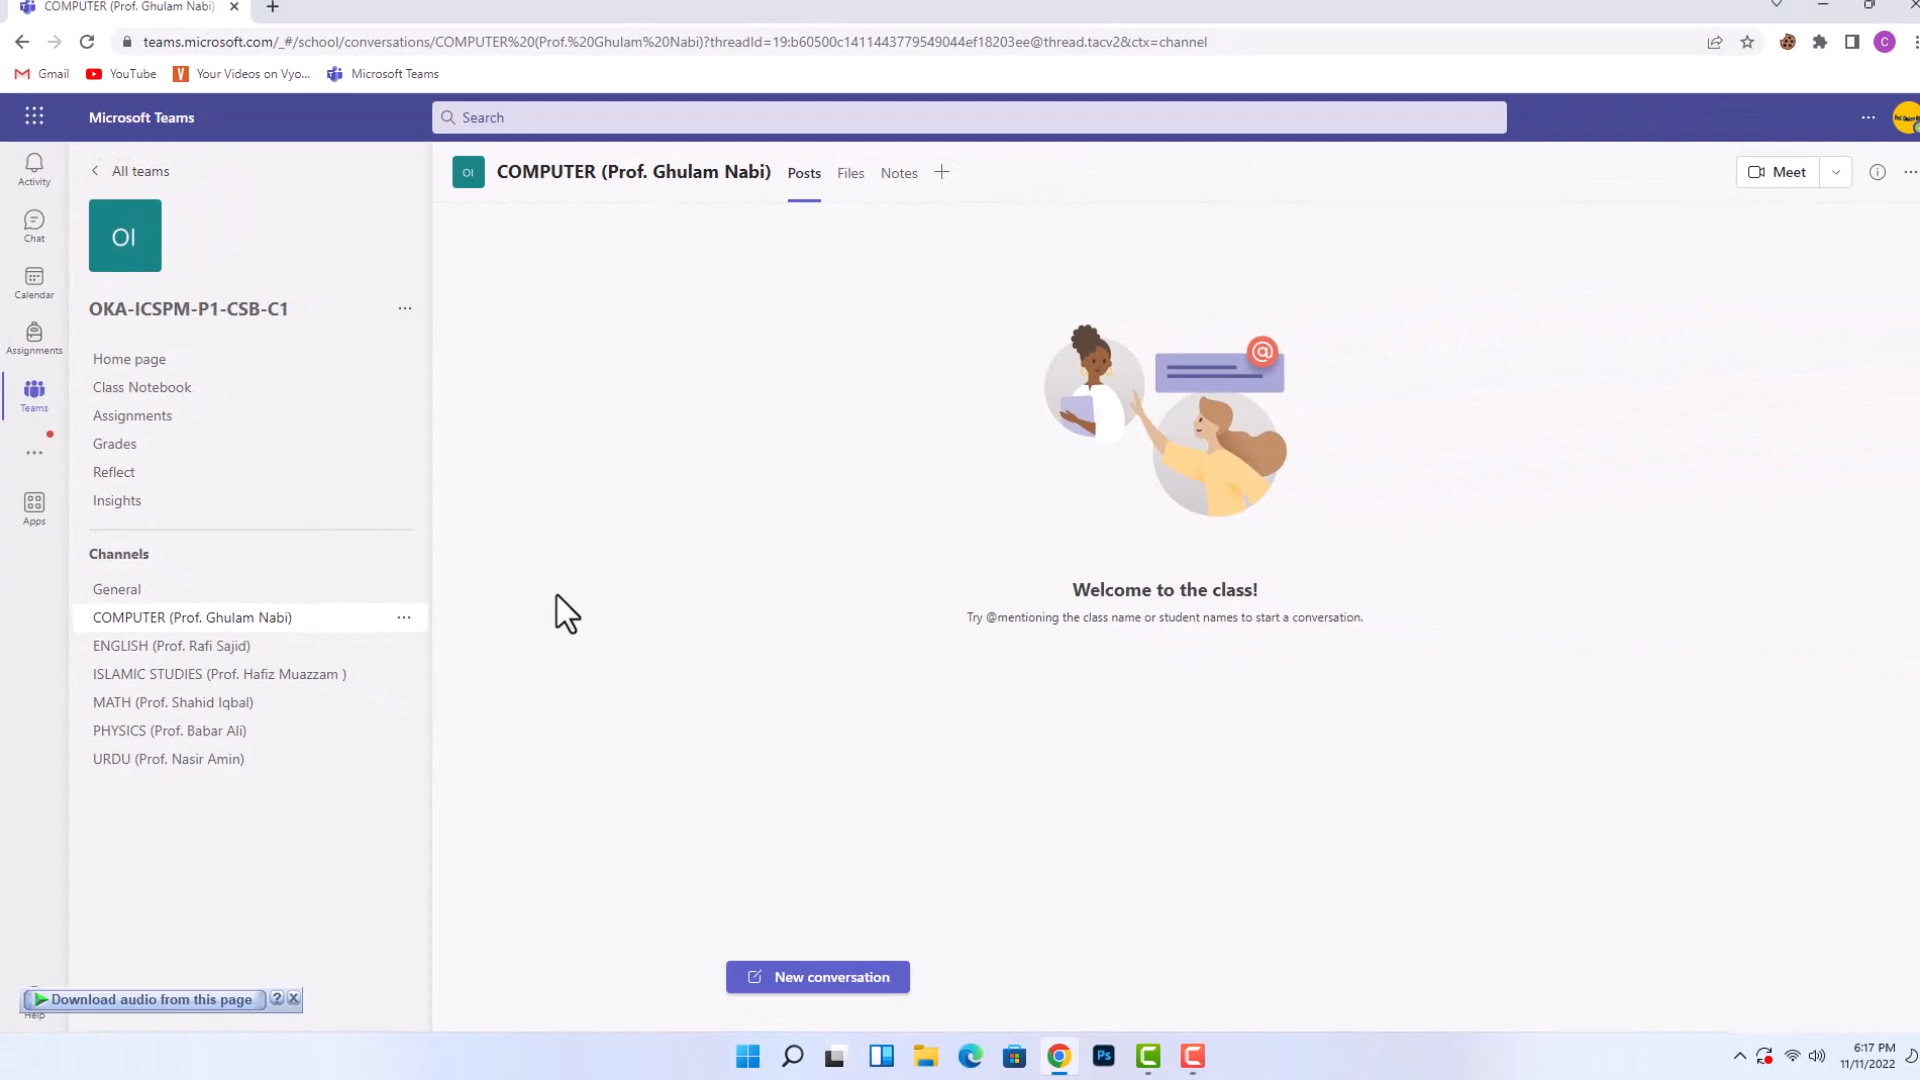 COMPUTER (Prof. Ghulam Nabi)
teams.microsoft.com/_#/school/conversations/COMPUTER%20(Prof.%20Ghulam%20Nabi)?threadId=19:b60500c1411443779549044ef18203ee@thread.tacv2&ctx=channel
C
Gmail
YouTube
Your Videos on Vyo...
Microsoft Teams
Microsoft Teams
Search
Activity
Chat
Calendar
Assignments
Teams
Apps
Help
All teams
OI
OKA-ICSPM-P1-CSB-C1
Home page
Class Notebook
Assignments
Grades
Reflect
Insights
Channels
General
COMPUTER (Prof. Ghulam Nabi)
ENGLISH (Prof. Rafi Sajid)
ISLAMIC STUDIES (Prof. Hafiz Muazzam )
MATH (Prof. Shahid Iqbal)
PHYSICS (Prof. Babar Ali)
URDU (Prof. Nasir Amin)
OI
COMPUTER (Prof. Ghulam Nabi)
Posts
Files
Notes
Meet
@
Welcome to the class!
Try @mentioning the class name or student names to start a conversation.
New conversation
Download audio from this page
?
X
Ps
6:17 PM
11/11/2022